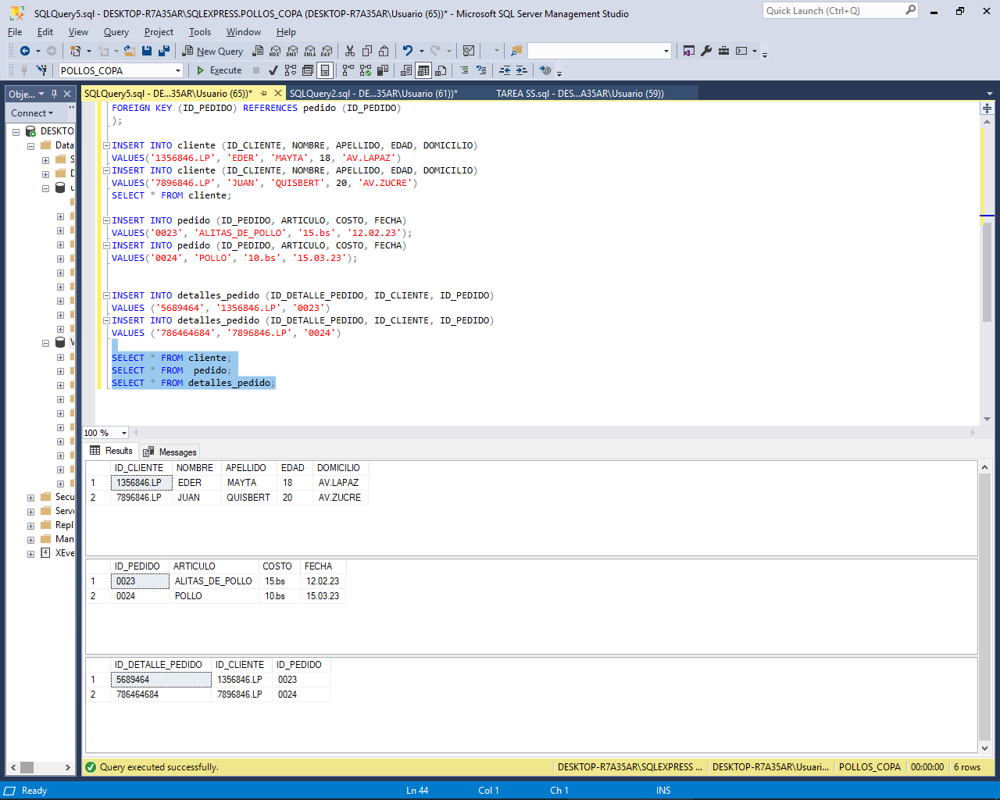 SQLQuery5.sql - DESKTOP-R7A35AR\SQLEXPRESS.POLLOS_COPA (DESKTOP-R7A35AR\Usuario (65))* - Microsoft SQL Server Management Studio
Quick Launch (Ctrl+Q)
File Edit View Query Project Tools Window Help
New Query MDX DMX XMLA DAX
POLLOS_COPA Execute
Obje...
SQLQuery5.sql - DE...35AR\Usuario (65))* SQLQuery2.sql - DE...35AR\Usuario (61))* TAREA SS.sql - DES...A35AR\Usuario (59))
Connect
DESKTO
Data
S
D
u
V
Secu
Serve
Repl
Man
XEve
FOREIGN KEY (ID_PEDIDO) REFERENCES pedido (ID_PEDIDO)
);
INSERT INTO cliente (ID_CLIENTE, NOMBRE, APELLIDO, EDAD, DOMICILIO)
VALUES('1356846.LP', 'EDER', 'MAYTA', 18, 'AV.LAPAZ')
INSERT INTO cliente (ID_CLIENTE, NOMBRE, APELLIDO, EDAD, DOMICILIO)
VALUES('7896846.LP', 'JUAN', 'QUISBERT', 20, 'AV.ZUCRE')
SELECT * FROM cliente;
INSERT INTO pedido (ID_PEDIDO, ARTICULO, COSTO, FECHA)
VALUES('0023', 'ALITAS_DE_POLLO', '15.bs', '12.02.23');
INSERT INTO pedido (ID_PEDIDO, ARTICULO, COSTO, FECHA)
VALUES('0024', 'POLLO', '10.bs', '15.03.23');
INSERT INTO detalles_pedido (ID_DETALLE_PEDIDO, ID_CLIENTE, ID_PEDIDO)
VALUES ('5689464', '1356846.LP', '0023')
INSERT INTO detalles_pedido (ID_DETALLE_PEDIDO, ID_CLIENTE, ID_PEDIDO)
VALUES ('786464684', '7896846.LP', '0024')
SELECT * FROM cliente;
SELECT * FROM  pedido;
SELECT * FROM detalles_pedido;
100 %
Results Messages
ID_CLIENTE NOMBRE APELLIDO EDAD DOMICILIO
1 1356846.LP EDER MAYTA 18 AV.LAPAZ
2 7896846.LP JUAN QUISBERT 20 AV.ZUCRE
ID_PEDIDO ARTICULO COSTO FECHA
1 0023 ALITAS_DE_POLLO 15.bs 12.02.23
2 0024 POLLO 10.bs 15.03.23
ID_DETALLE_PEDIDO ID_CLIENTE ID_PEDIDO
1 5689464 1356846.LP 0023
2 786464684 7896846.LP 0024
Query executed successfully. DESKTOP-R7A35AR\SQLEXPRESS ... DESKTOP-R7A35AR\Usuari... POLLOS_COPA 00:00:00 6 rows
Ready Ln 44 Col 1 Ch 1 INS